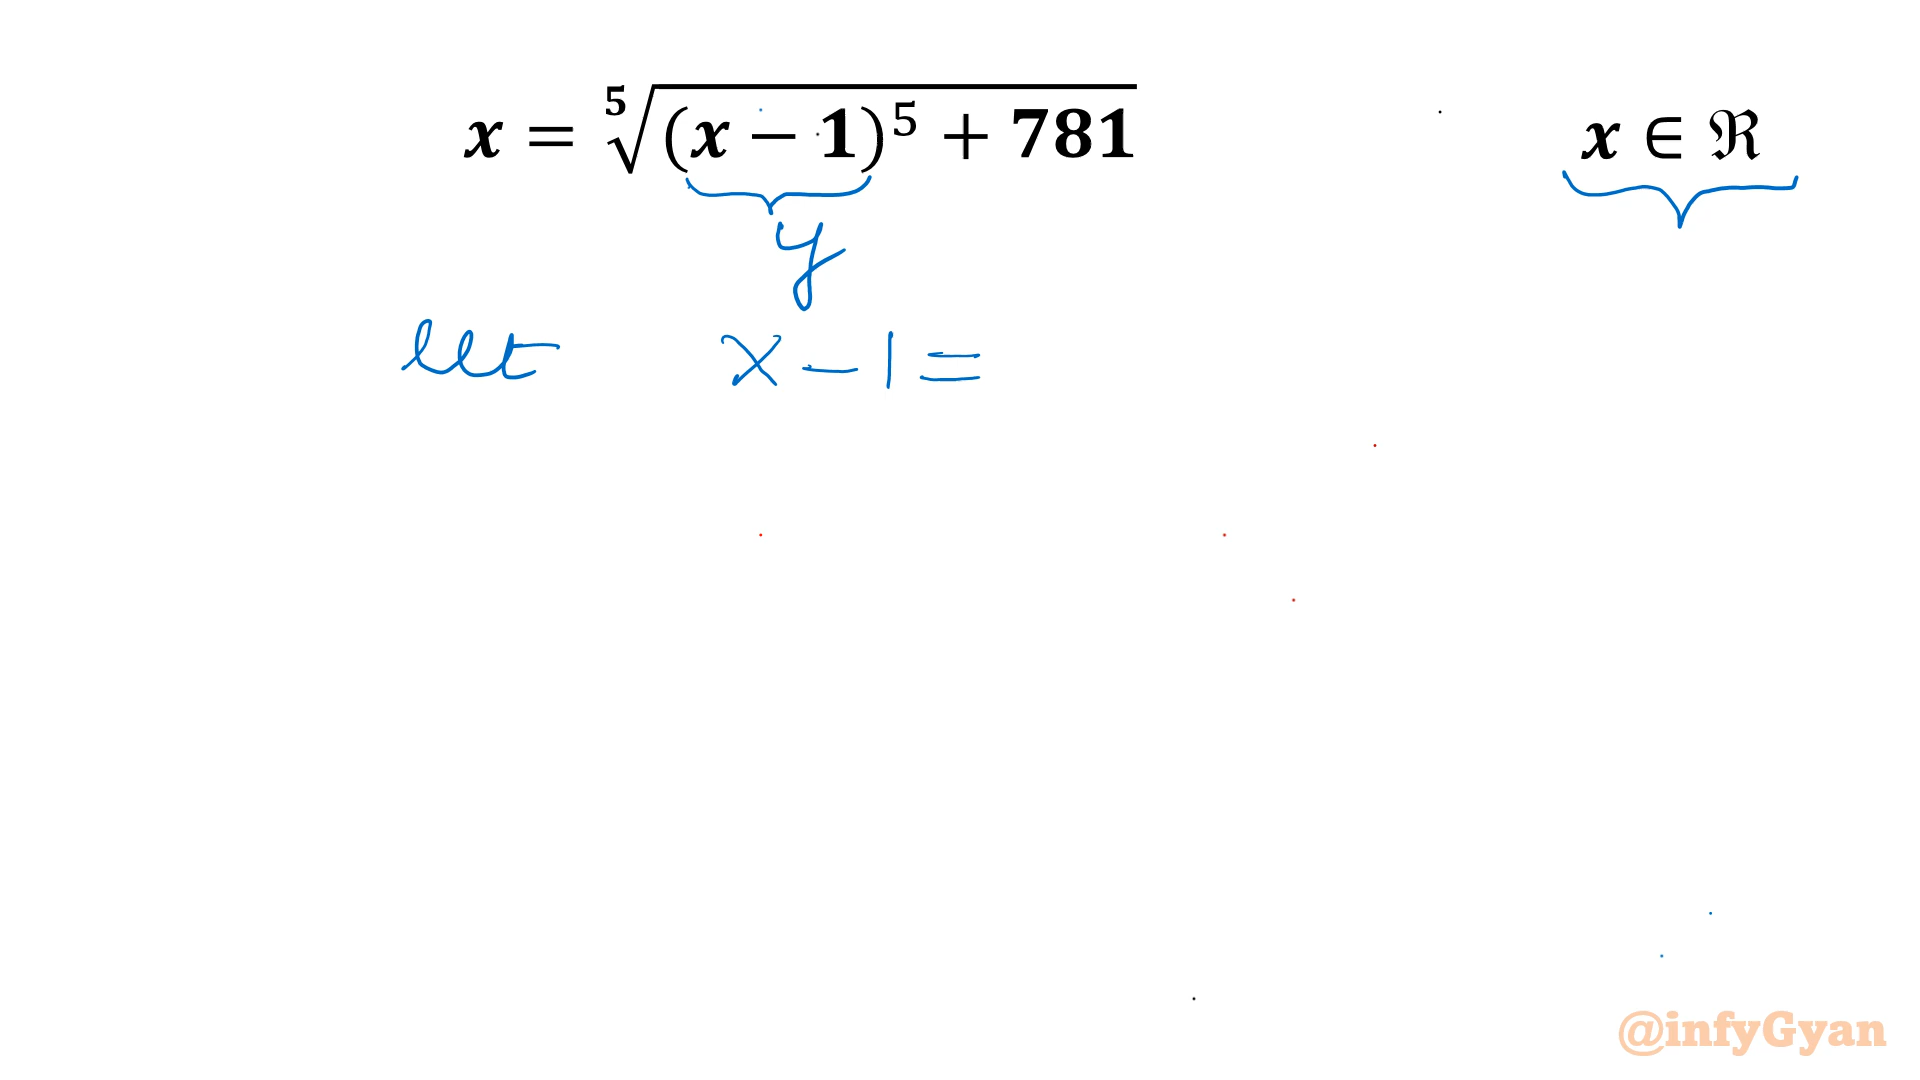 x = ⁵√((x − 1)⁵ + 781)    x ∈ ℜ
y
let x − 1 =
@infyGyan